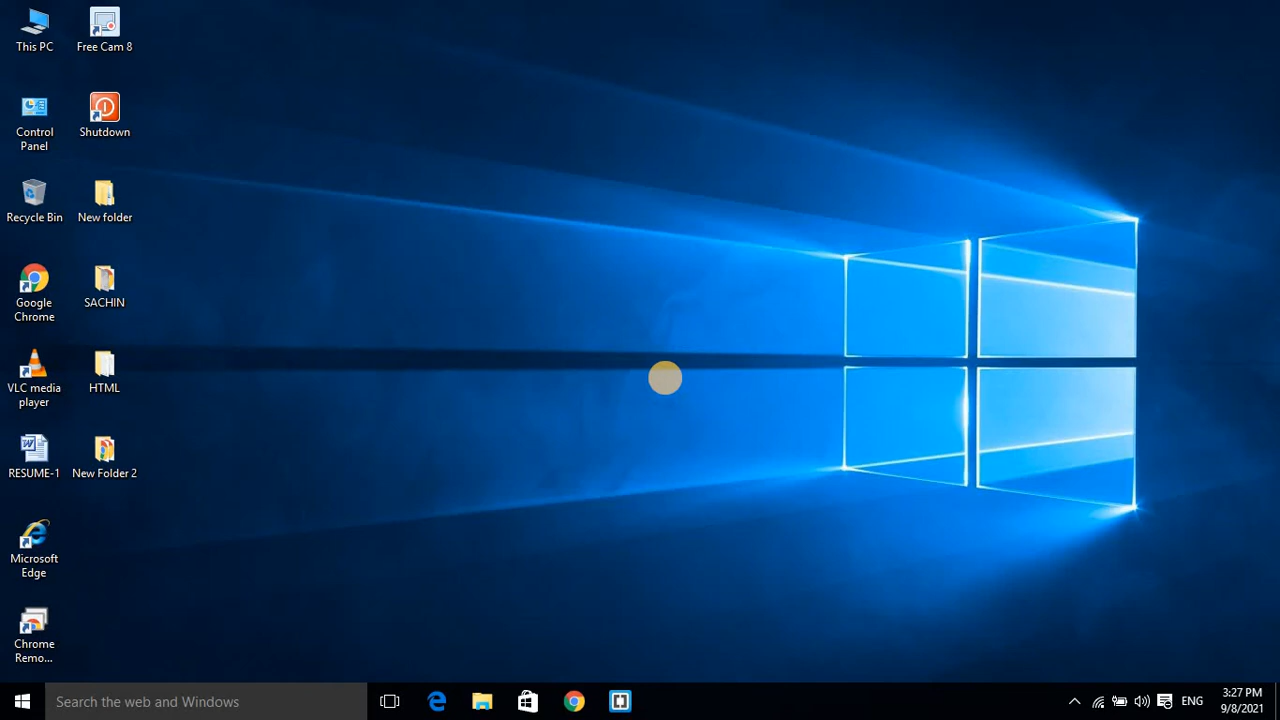 This PC
Free Cam 8
Control
Panel
Shutdown
Recycle Bin
New folder
Google
Chrome
SACHIN
VLC media
player
HTML
RESUME-1
New Folder 2
Microsoft
Edge
Chrome
Remo...
Search the web and Windows
ENG
3:27 PM
9/8/2021